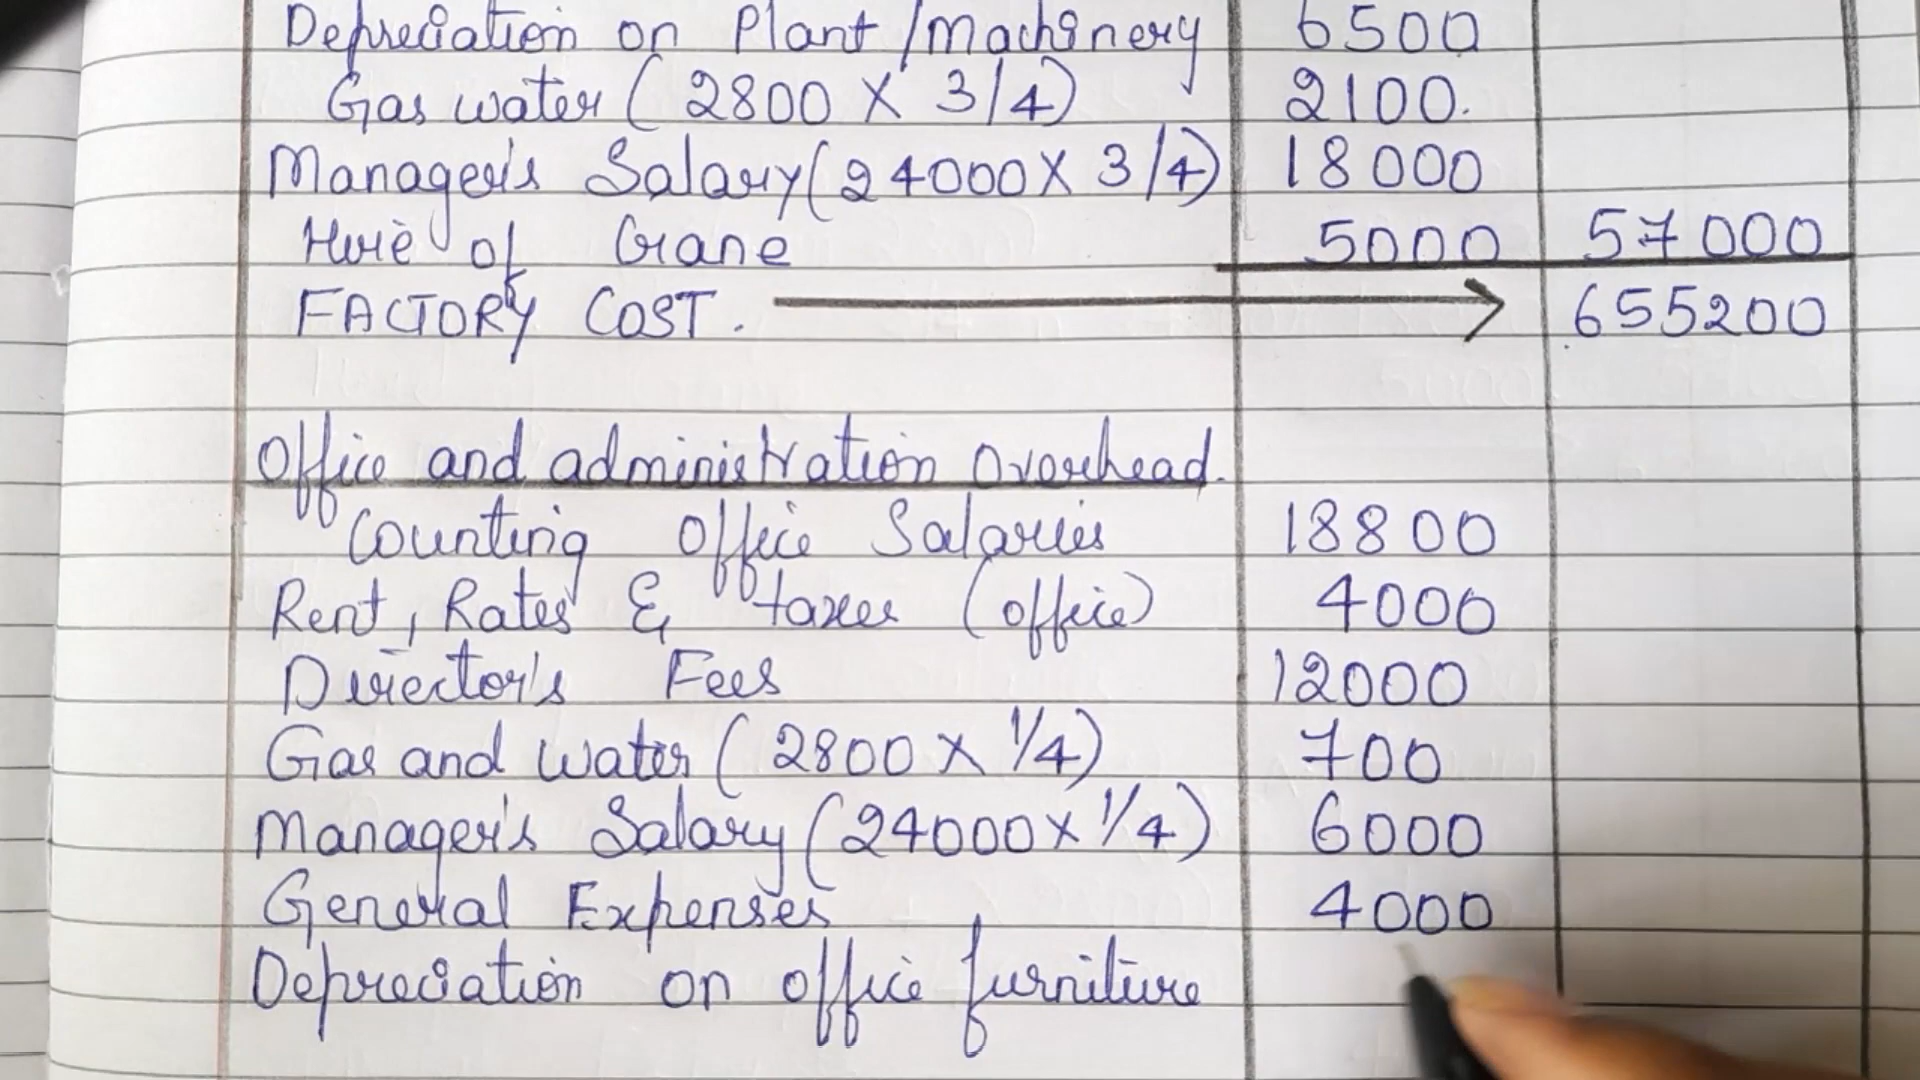 Depreciation on Plant/Machinery 6500
Gas water (2800 X 3/4) 2100.
Manager's Salary (24000 X 3/4) 18000
Hire of Crane 5000 57000
FACTORY COST. → 655200
Office and administration Overhead.
Counting Office Salaries 18800
Rent, Rates & taxes (office) 4000
Director's Fees 12000
Gas and water (2800 X 1/4) 700
Manager's Salary (24000 X 1/4) 6000
General Expenses 4000
Depreciation on office furniture